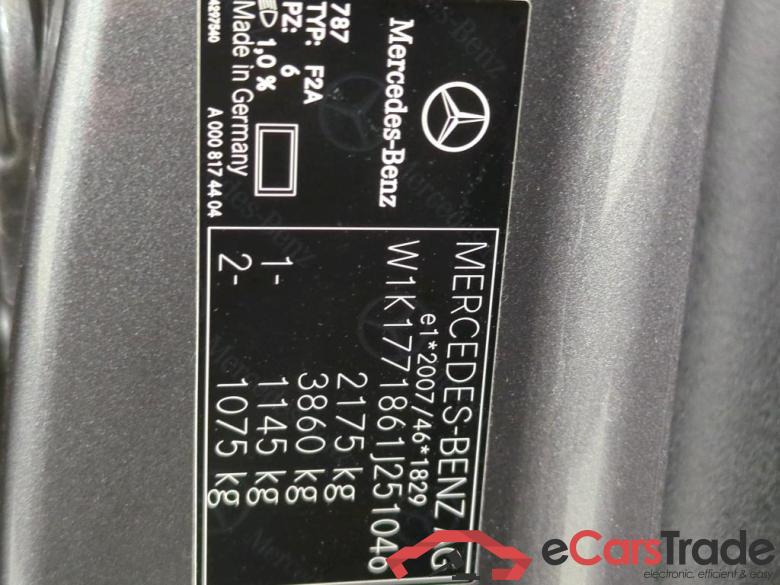 Mercedes-Benz
787
TYP: F2A
PZ: 6
1,0 %
Made in Germany
4297540
A 000 817 44 04
MERCEDES-BENZ AG
e1*2007/46*1829
W1K1771861J251046
2175 kg
3860 kg
1- 1145 kg
2- 1075 kg
eCarsTrade
electronic, efficient & easy